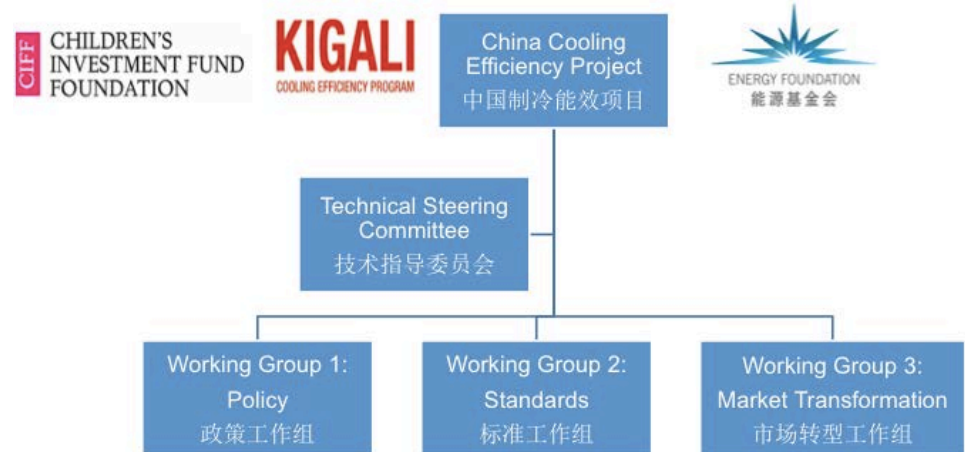 CIFF
CHILDREN'S
INVESTMENT FUND
FOUNDATION
KIGALI
COOLING EFFICIENCY PROGRAM
China Cooling
Efficiency Project
中国制冷能效项目
ENERGY FOUNDATION
能源基金会
Technical Steering
Committee
技术指导委员会
Working Group 1:
Policy
政策工作组
Working Group 2:
Standards
标准工作组
Working Group 3:
Market Transformation
市场转型工作组